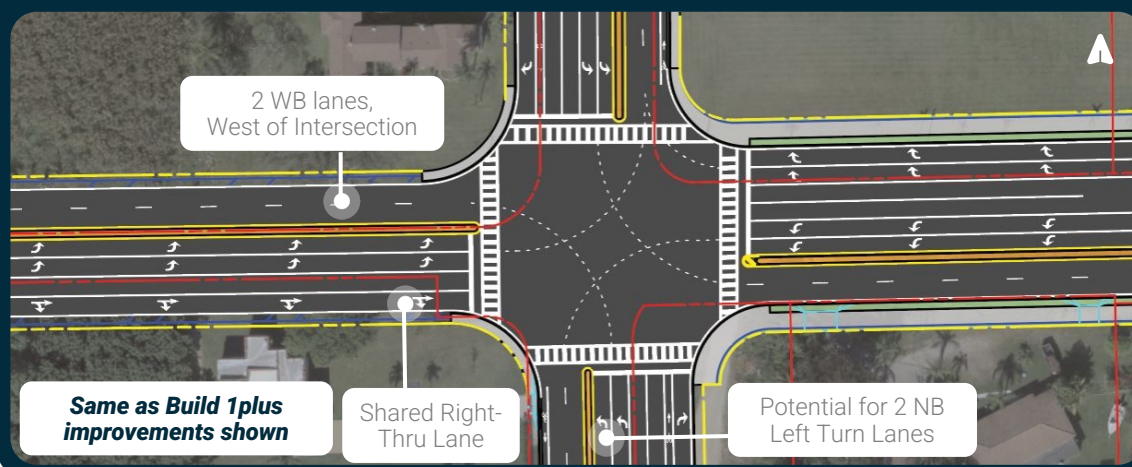 2 WB lanes,
West of Intersection
Same as Build 1plus
improvements shown
Shared Right-
Thru Lane
Potential for 2 NB
Left Turn Lanes